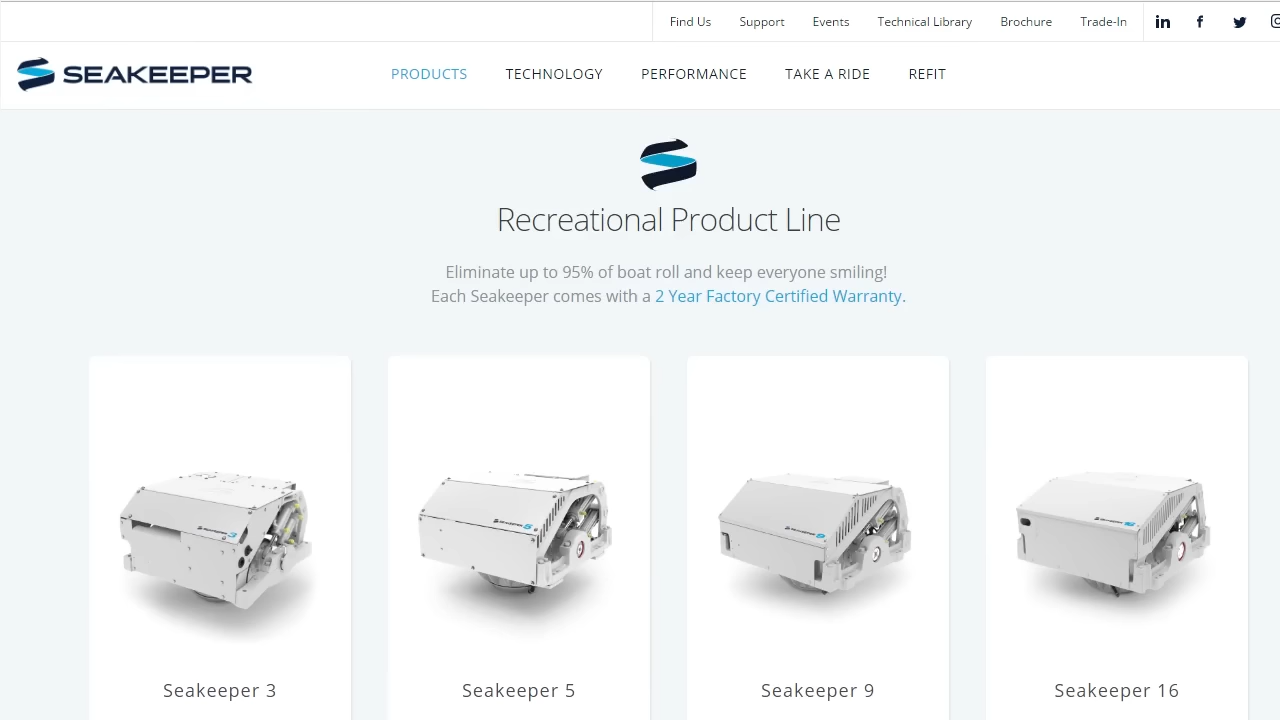 Find Us Support Events Technical Library Brochure Trade-In
SEAKEEPER PRODUCTS TECHNOLOGY PERFORMANCE TAKE A RIDE REFIT
Recreational Product Line
Eliminate up to 95% of boat roll and keep everyone smiling!
Each Seakeeper comes with a 2 Year Factory Certified Warranty.
Seakeeper 3 Seakeeper 5 Seakeeper 9 Seakeeper 16